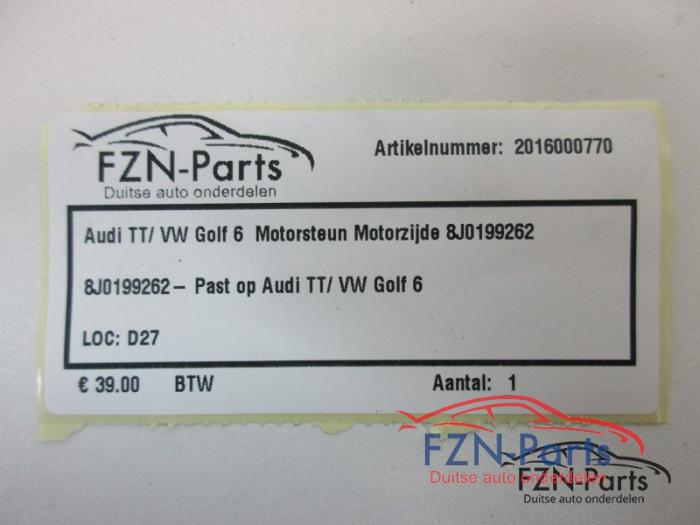 FZN-Parts
Duitse auto onderdelen
Artikelnummer: 2016000770
Audi TT/ VW Golf 6 Motorsteun Motorzijde 8J0199262
8J0199262 – Past op Audi TT/ VW Golf 6
LOC: D27
€ 39.00 BTW Aantal: 1
FZN-Parts
Duitse auto onderdelen
FZN-Parts
Duitse auto onderdelen